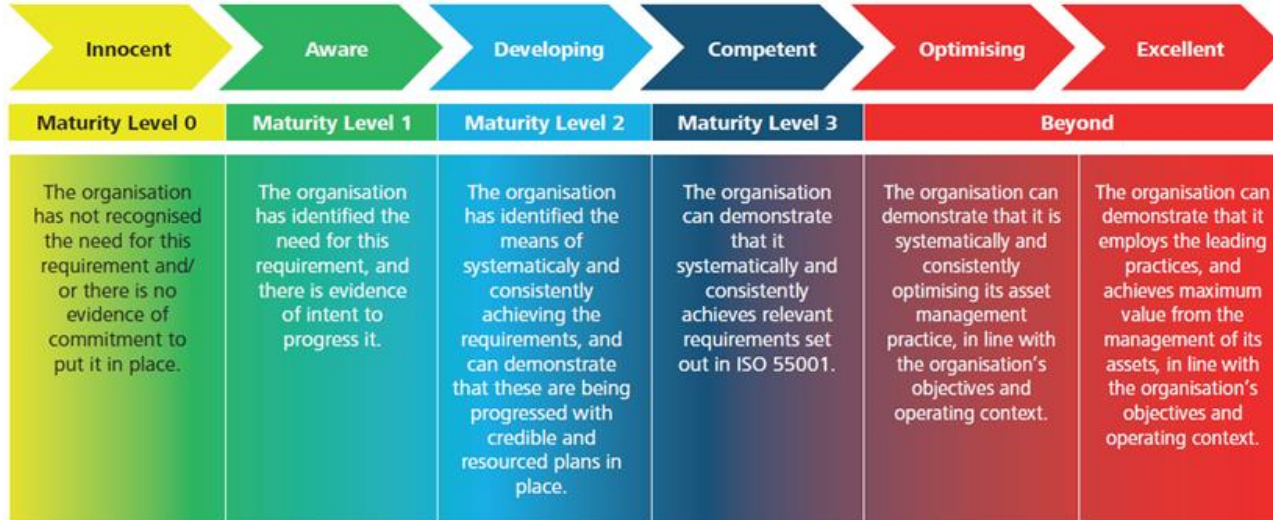 Innocent
Aware
Developing
Competent
Optimising
Excellent
Maturity Level 0
Maturity Level 1
Maturity Level 2
Maturity Level 3
Beyond
The organisation
has not recognised
the need for this
requirement and/
or there is no
evidence of
commitment to
put it in place.
The organisation
has identified the
need for this
requirement, and
there is evidence
of intent to
progress it.
The organisation
has identified the
means of
systematicaly and
consistently
achieving the
requirements, and
can demonstrate
that these are being
progressed with
credible and
resourced plans in
place.
The organisation
can demonstrate
that it
systematically and
consistently
achieves relevant
requirements set
out in ISO 55001.
The organisation can
demonstrate that it is
systematically and
consistently
optimising its asset
management
practice, in line with
the organisation's
objectives and
operating context.
The organisation can
demonstrate that it
employs the leading
practices, and
achieves maximum
value from the
management of its
assets, in line with
the organisation's
objectives and
operating context.